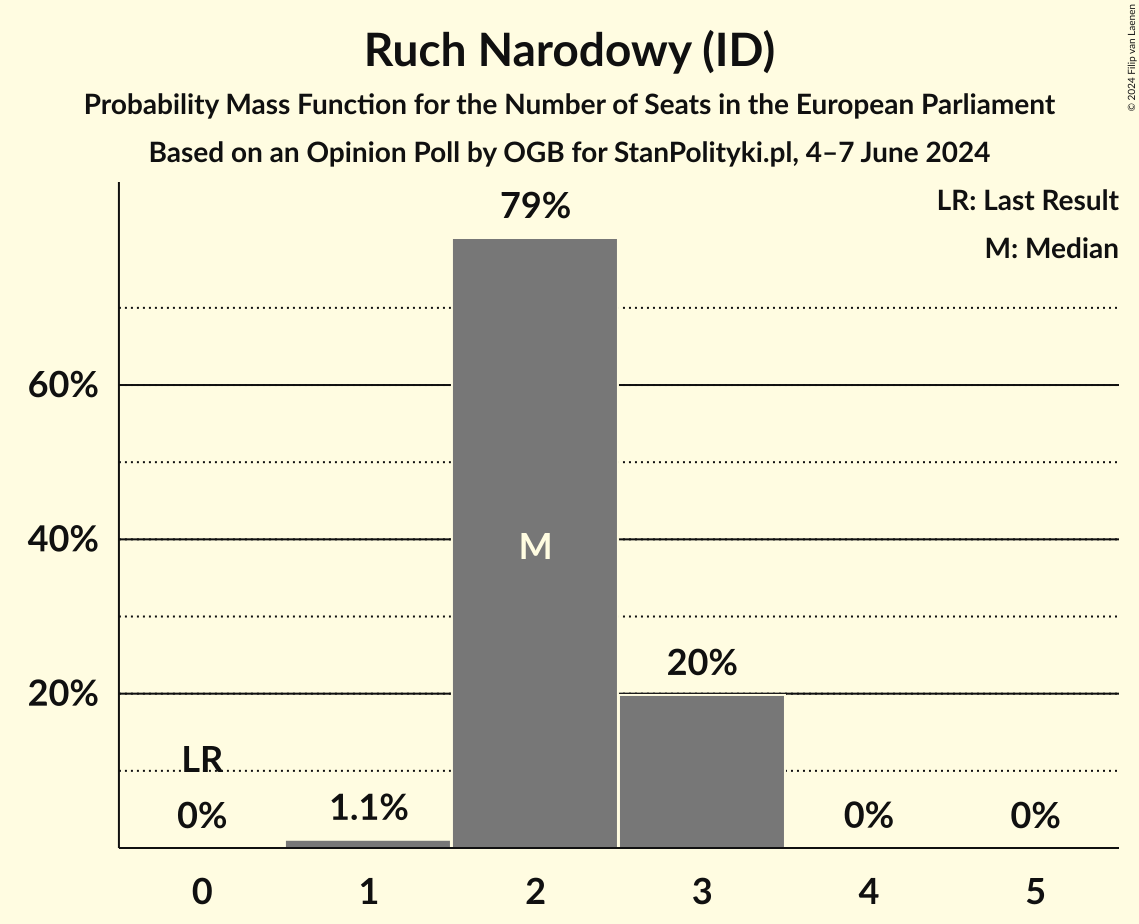 Ruch Narodowy (ID)
Probability Mass Function for the Number of Seats in the European Parliament
Based on an Opinion Poll by OGB for StanPolityki.pl, 4–7 June 2024
© 2024 Filip van Laenen
LR: Last Result
M: Median
79%
60%
40%
M
20%
20%
LR
0%
1.1%
0%
0%
0 1 2 3 4 5